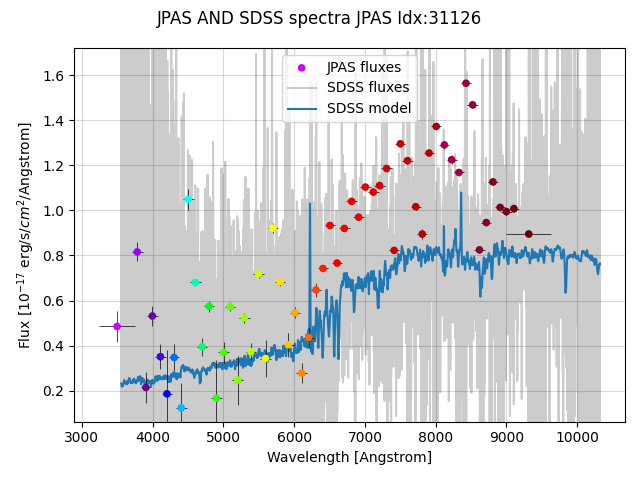 JPAS AND SDSS spectra JPAS Idx:31126
JPAS fluxes
SDSS fluxes
SDSS model
Flux [10⁻¹⁷ erg/s/cm²/Angstrom]
1.6
1.4
1.2
1.0
0.8
0.6
0.4
0.2
3000 4000 5000 6000 7000 8000 9000 10000
Wavelength [Angstrom]